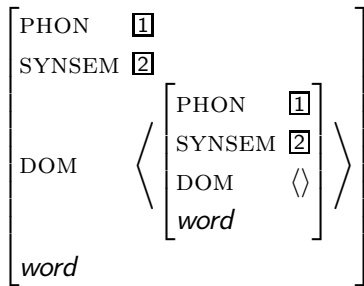 PHON 1
SYNSEM 2
DOM ⟨ [ PHON 1
SYNSEM 2
DOM ⟨⟩
word ] ⟩
word